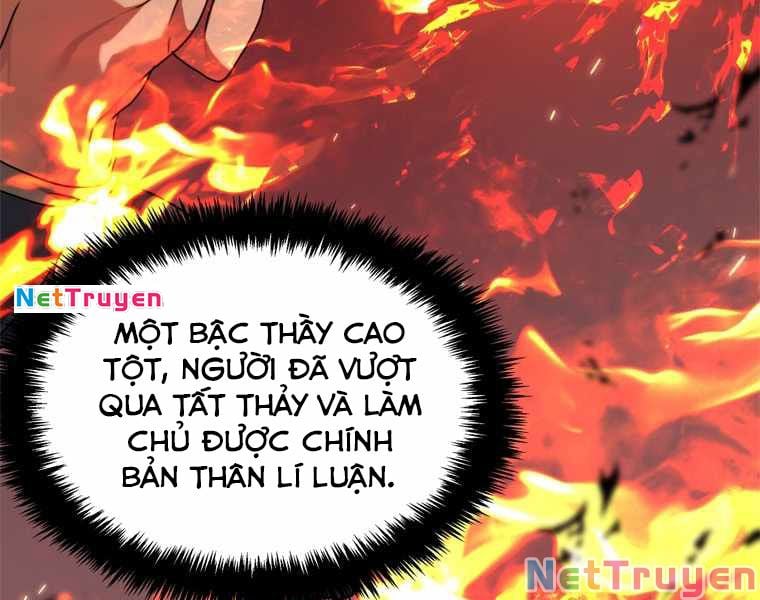 NetTruyen
MỘT BẬC THẦY CAO
TỘT, NGƯỜI ĐÃ VƯỢT
QUA TẤT THẢY VÀ LÀM
CHỦ ĐƯỢC CHÍNH
BẢN THÂN LÍ LUẬN.
NetTruyen